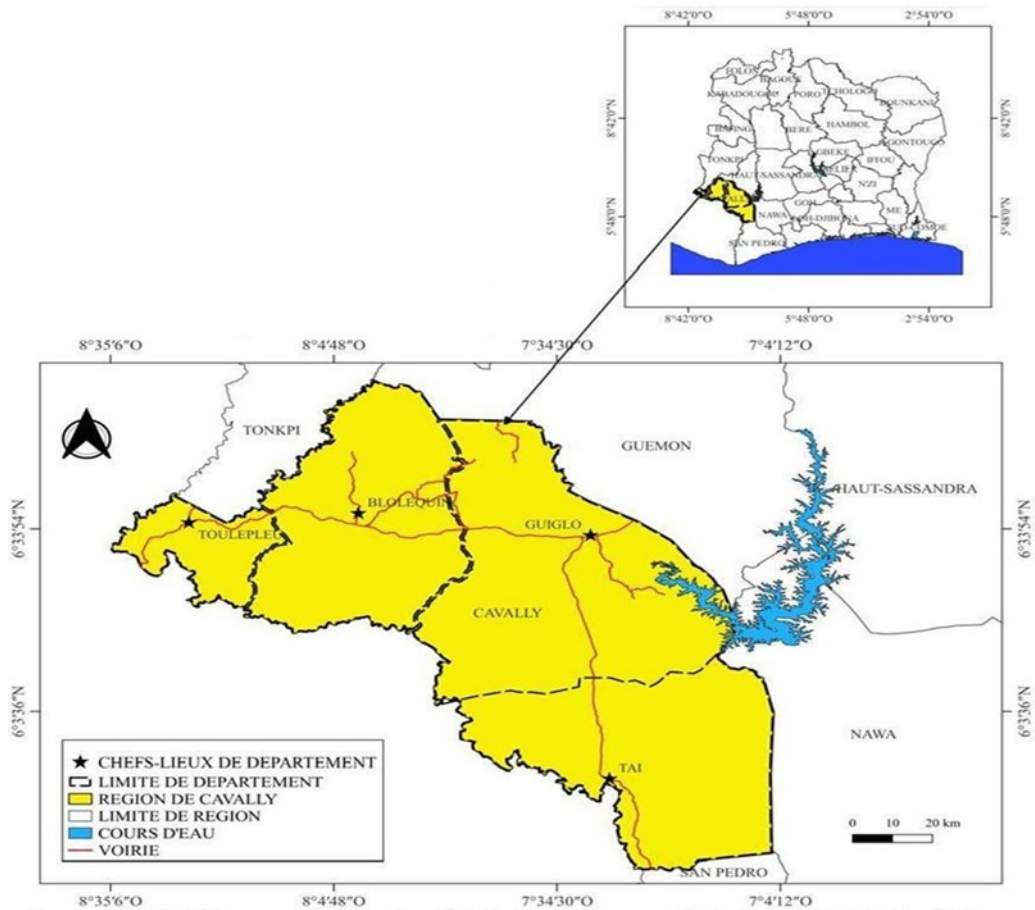 8°42'0"O 5°48'0"O 2°54'0"O
FOLON
BAGOUE
KABADOUGOU
PORO
TCHOLOGO
BOUNKANI
8°42'0"N
8°42'0"N
BAFING
BERE
HAMBOL
GBEKE
GONTOUGO
TONKPI
IFFOU
HAUT-SASSANDRA
N'ZI
5°48'0"N
5°48'0"N
NAWA
GOH
ME
SUD-COMOE
SAN PEDRO
8°42'0"O 5°48'0"O 2°54'0"O
8°35'6"O 8°4'48"O 7°34'30"O 7°4'12"O
TONKPI
GUEMON
HAUT-SASSANDRA
BLOLEQUIN
6°33'54"N
TOULEPLEU
GUIGLO
6°33'54"N
CAVALLY
6°3'36"N
6°3'36"N
NAWA
TAI
SAN PEDRO
CHEFS-LIEUX DE DEPARTEMENT
LIMITE DE DEPARTEMENT
REGION DE CAVALLY
LIMITE DE REGION
COURS D'EAU
VOIRIE
0 10 20 km
8°35'6"O 8°4'48"O 7°34'30"O 7°4'12"O